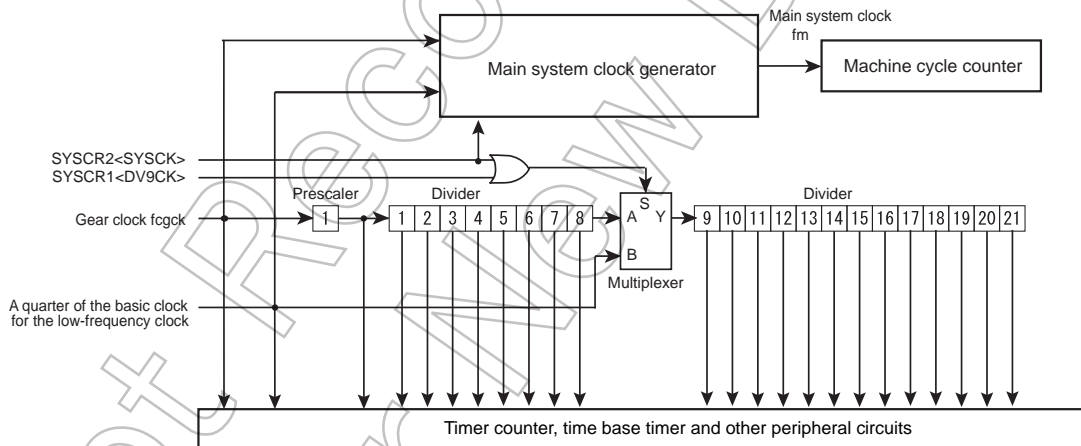 Main system clock
fm
Main system clock generator
Machine cycle counter
SYSCR2<SYSCK>
SYSCR1<DV9CK>
Prescaler
Divider
S
Divider
Gear clock fcgck
1
1 2 3 4 5 6 7 8
A
Y
9 10 11 12 13 14 15 16 17 18 19 20 21
B
Multiplexer
A quarter of the basic clock
for the low-frequency clock
Timer counter, time base timer and other peripheral circuits